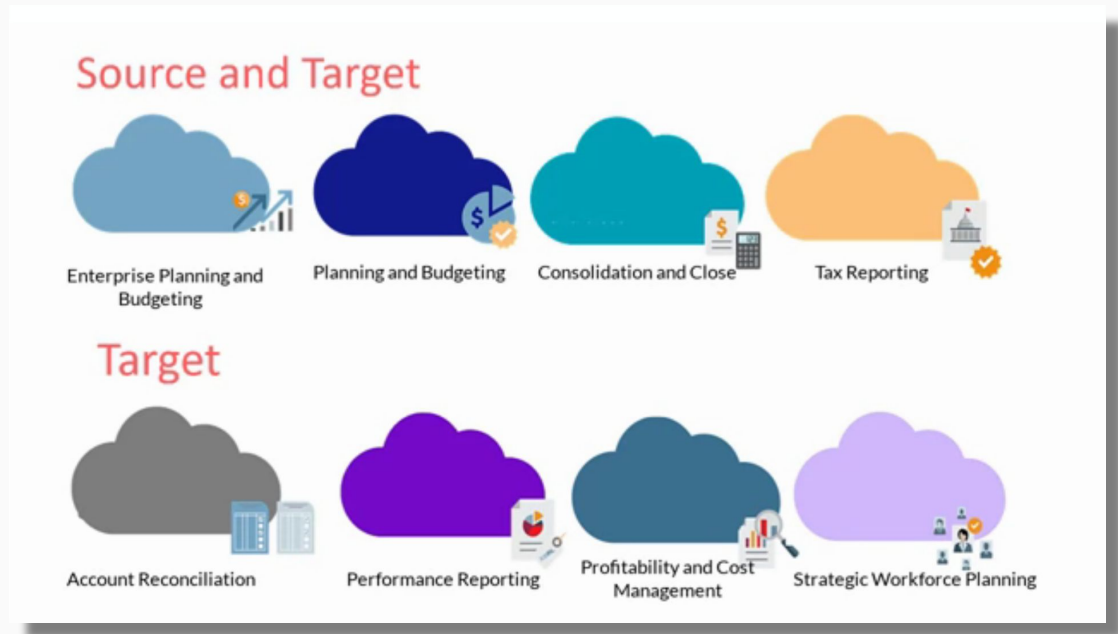 Source and Target
Enterprise Planning and
Budgeting
Planning and Budgeting
Consolidation and Close
Tax Reporting
Target
Account Reconciliation
Performance Reporting
Profitability and Cost
Management
Strategic Workforce Planning